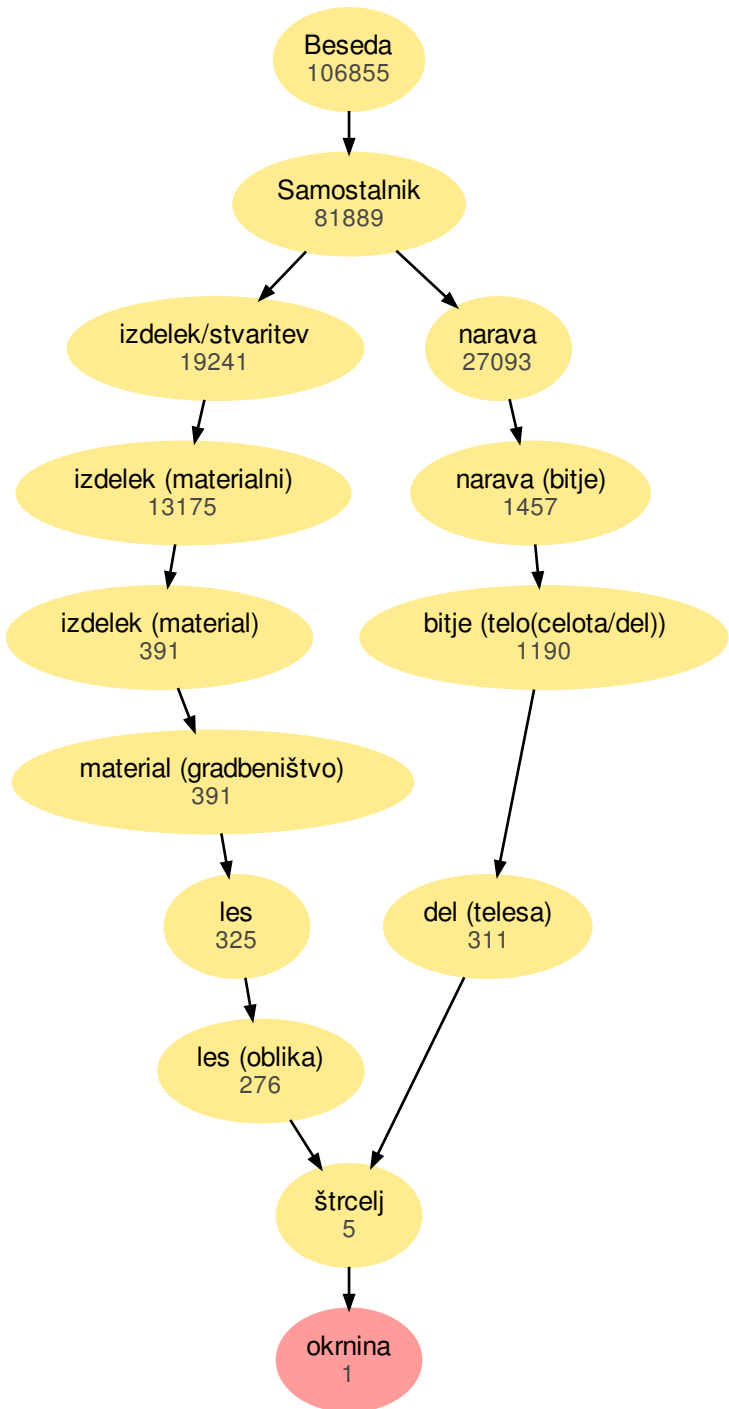 Beseda
106855
Samostalnik
81889
izdelek/stvaritev
19241
narava
27093
izdelek (materialni)
13175
narava (bitje)
1457
izdelek (material)
391
bitje (telo(celota/del))
1190
material (gradbeništvo)
391
les
325
del (telesa)
311
les (oblika)
276
štrcelj
5
okrnina
1